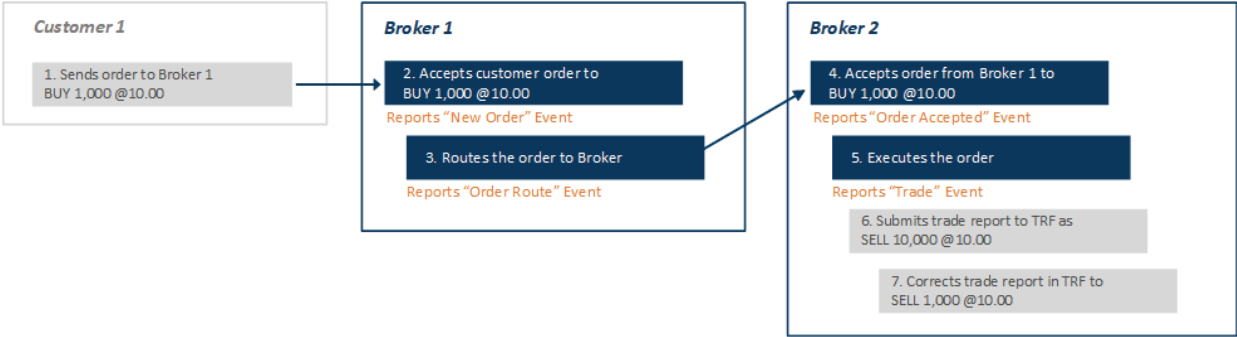 Customer 1
1. Sends order to Broker 1
BUY 1,000 @10.00
Broker 1
2. Accepts customer order to
BUY 1,000 @10.00
Reports “New Order” Event
3. Routes the order to Broker
Reports “Order Route” Event
Broker 2
4. Accepts order from Broker 1 to
BUY 1,000 @10.00
Reports “Order Accepted” Event
5. Executes the order
Reports “Trade” Event
6. Submits trade report to TRF as
SELL 10,000 @10.00
7. Corrects trade report in TRF to
SELL 1,000 @10.00